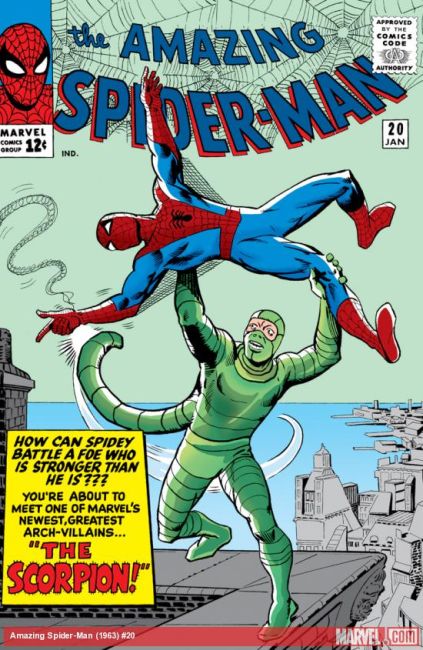 the AMAZING
SPIDER-MAN
APPROVED
BY THE
COMICS
CODE
AUTHORITY
MARVEL
COMICS
GROUP 12¢
IND.
20
JAN
HOW CAN SPIDEY
BATTLE A FOE WHO
IS STRONGER THAN
HE IS???
YOU'RE ABOUT TO
MEET ONE OF MARVEL'S
NEWEST, GREATEST
ARCH-VILLAINS...
"THE
SCORPION!"
Amazing Spider-Man (1963) #20
MARVEL.com